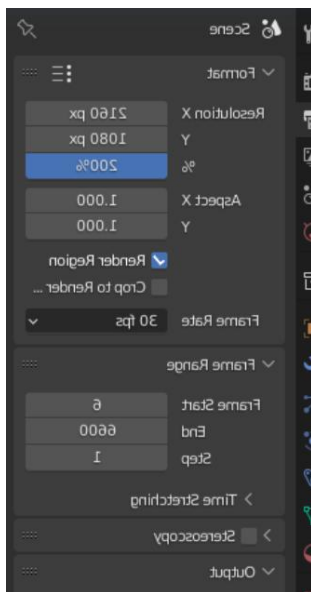 Scene
Format
Resolution X 2160 px
Y 1080 px
% 200%
Aspect X 1.000
Y 1.000
Render Region
Crop to Render ...
Frame Rate 30 fps
Frame Range
Frame Start 6
End 6600
Step 1
Time Stretching
Stereoscopy
Output